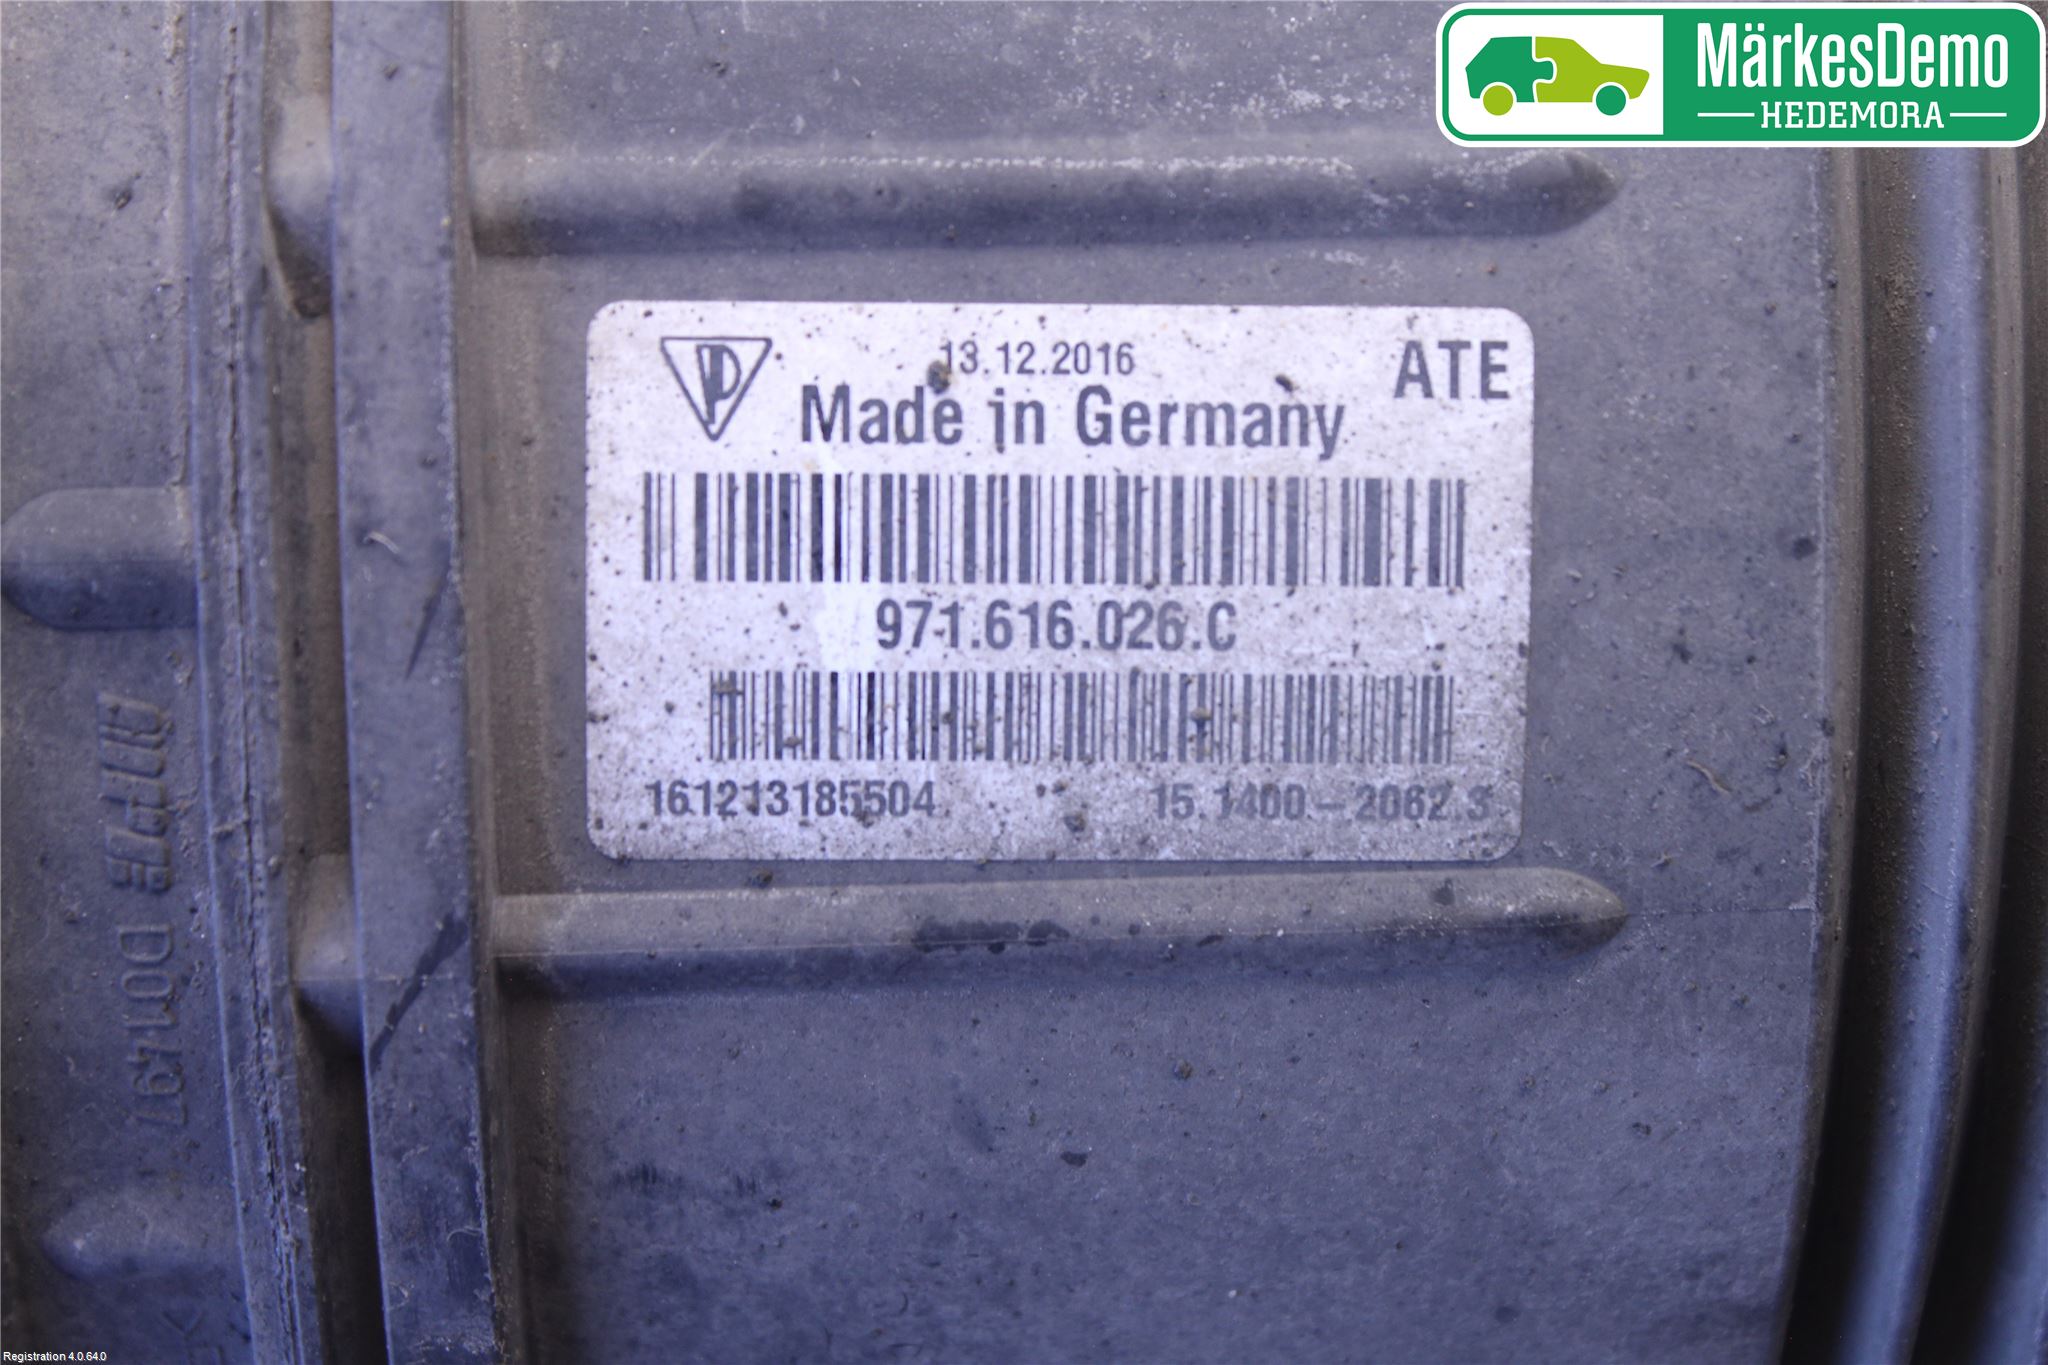 MärkesDemo
HEDEMORA
P
13.12.2016
ATE
Made in Germany
971.616.026.C
161213185504
15.1400-2062.3
D01497
Registration 4.0.64.0